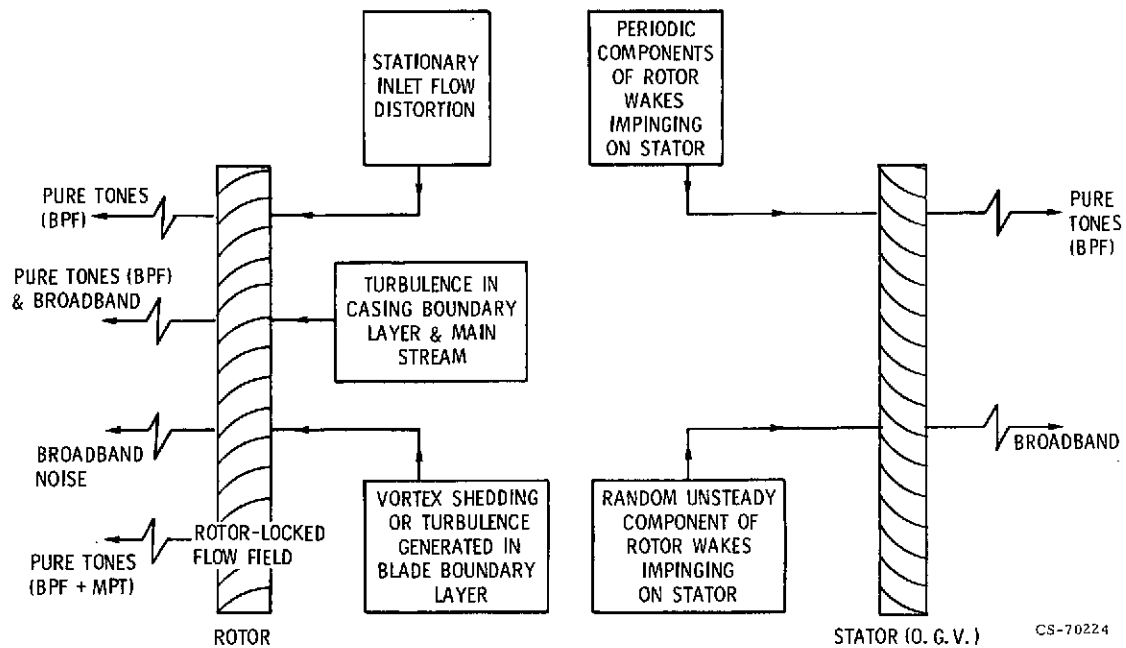 STATIONARY
INLET FLOW
DISTORTION
PERIODIC
COMPONENTS
OF ROTOR
WAKES
IMPINGING
ON STATOR
PURE TONES
(BPF)
PURE
TONES
(BPF)
PURE TONES (BPF)
& BROADBAND
TURBULENCE IN
CASING BOUNDARY
LAYER & MAIN
STREAM
BROADBAND
NOISE
BROADBAND
VORTEX SHEDDING
OR TURBULENCE
GENERATED IN
BLADE BOUNDARY
LAYER
RANDOM UNSTEADY
COMPONENT OF
ROTOR WAKES
IMPINGING
ON STATOR
ROTOR-LOCKED
FLOW FIELD
PURE TONES
(BPF + MPT)
ROTOR
STATOR (O. G. V.)
CS-70224